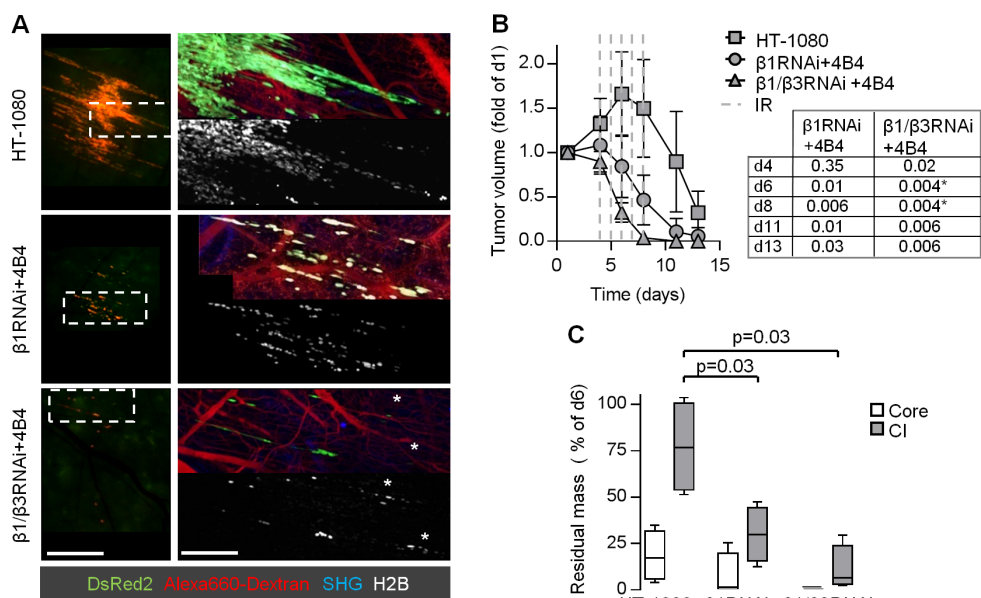 A
HT-1080
β1RNAi+4B4
β1/β3RNAi+4B4
*
*
*
*
DsRed2 Alexa660-Dextran SHG H2B
B
Tumor volume (fold of d1)
2.0
1.5
1.0
0.5
0.0
0 5 10 15
Time (days)
HT-1080
β1RNAi+4B4
β1/β3RNAi +4B4
IR
β1RNAi +4B4 β1/β3RNAi +4B4
d4 0.35 0.02
d6 0.01 0.004*
d8 0.006 0.004*
d11 0.01 0.006
d13 0.03 0.006
C
p=0.03
p=0.03
Residual mass ( % of d6)
100
75
50
25
0
Core
CI